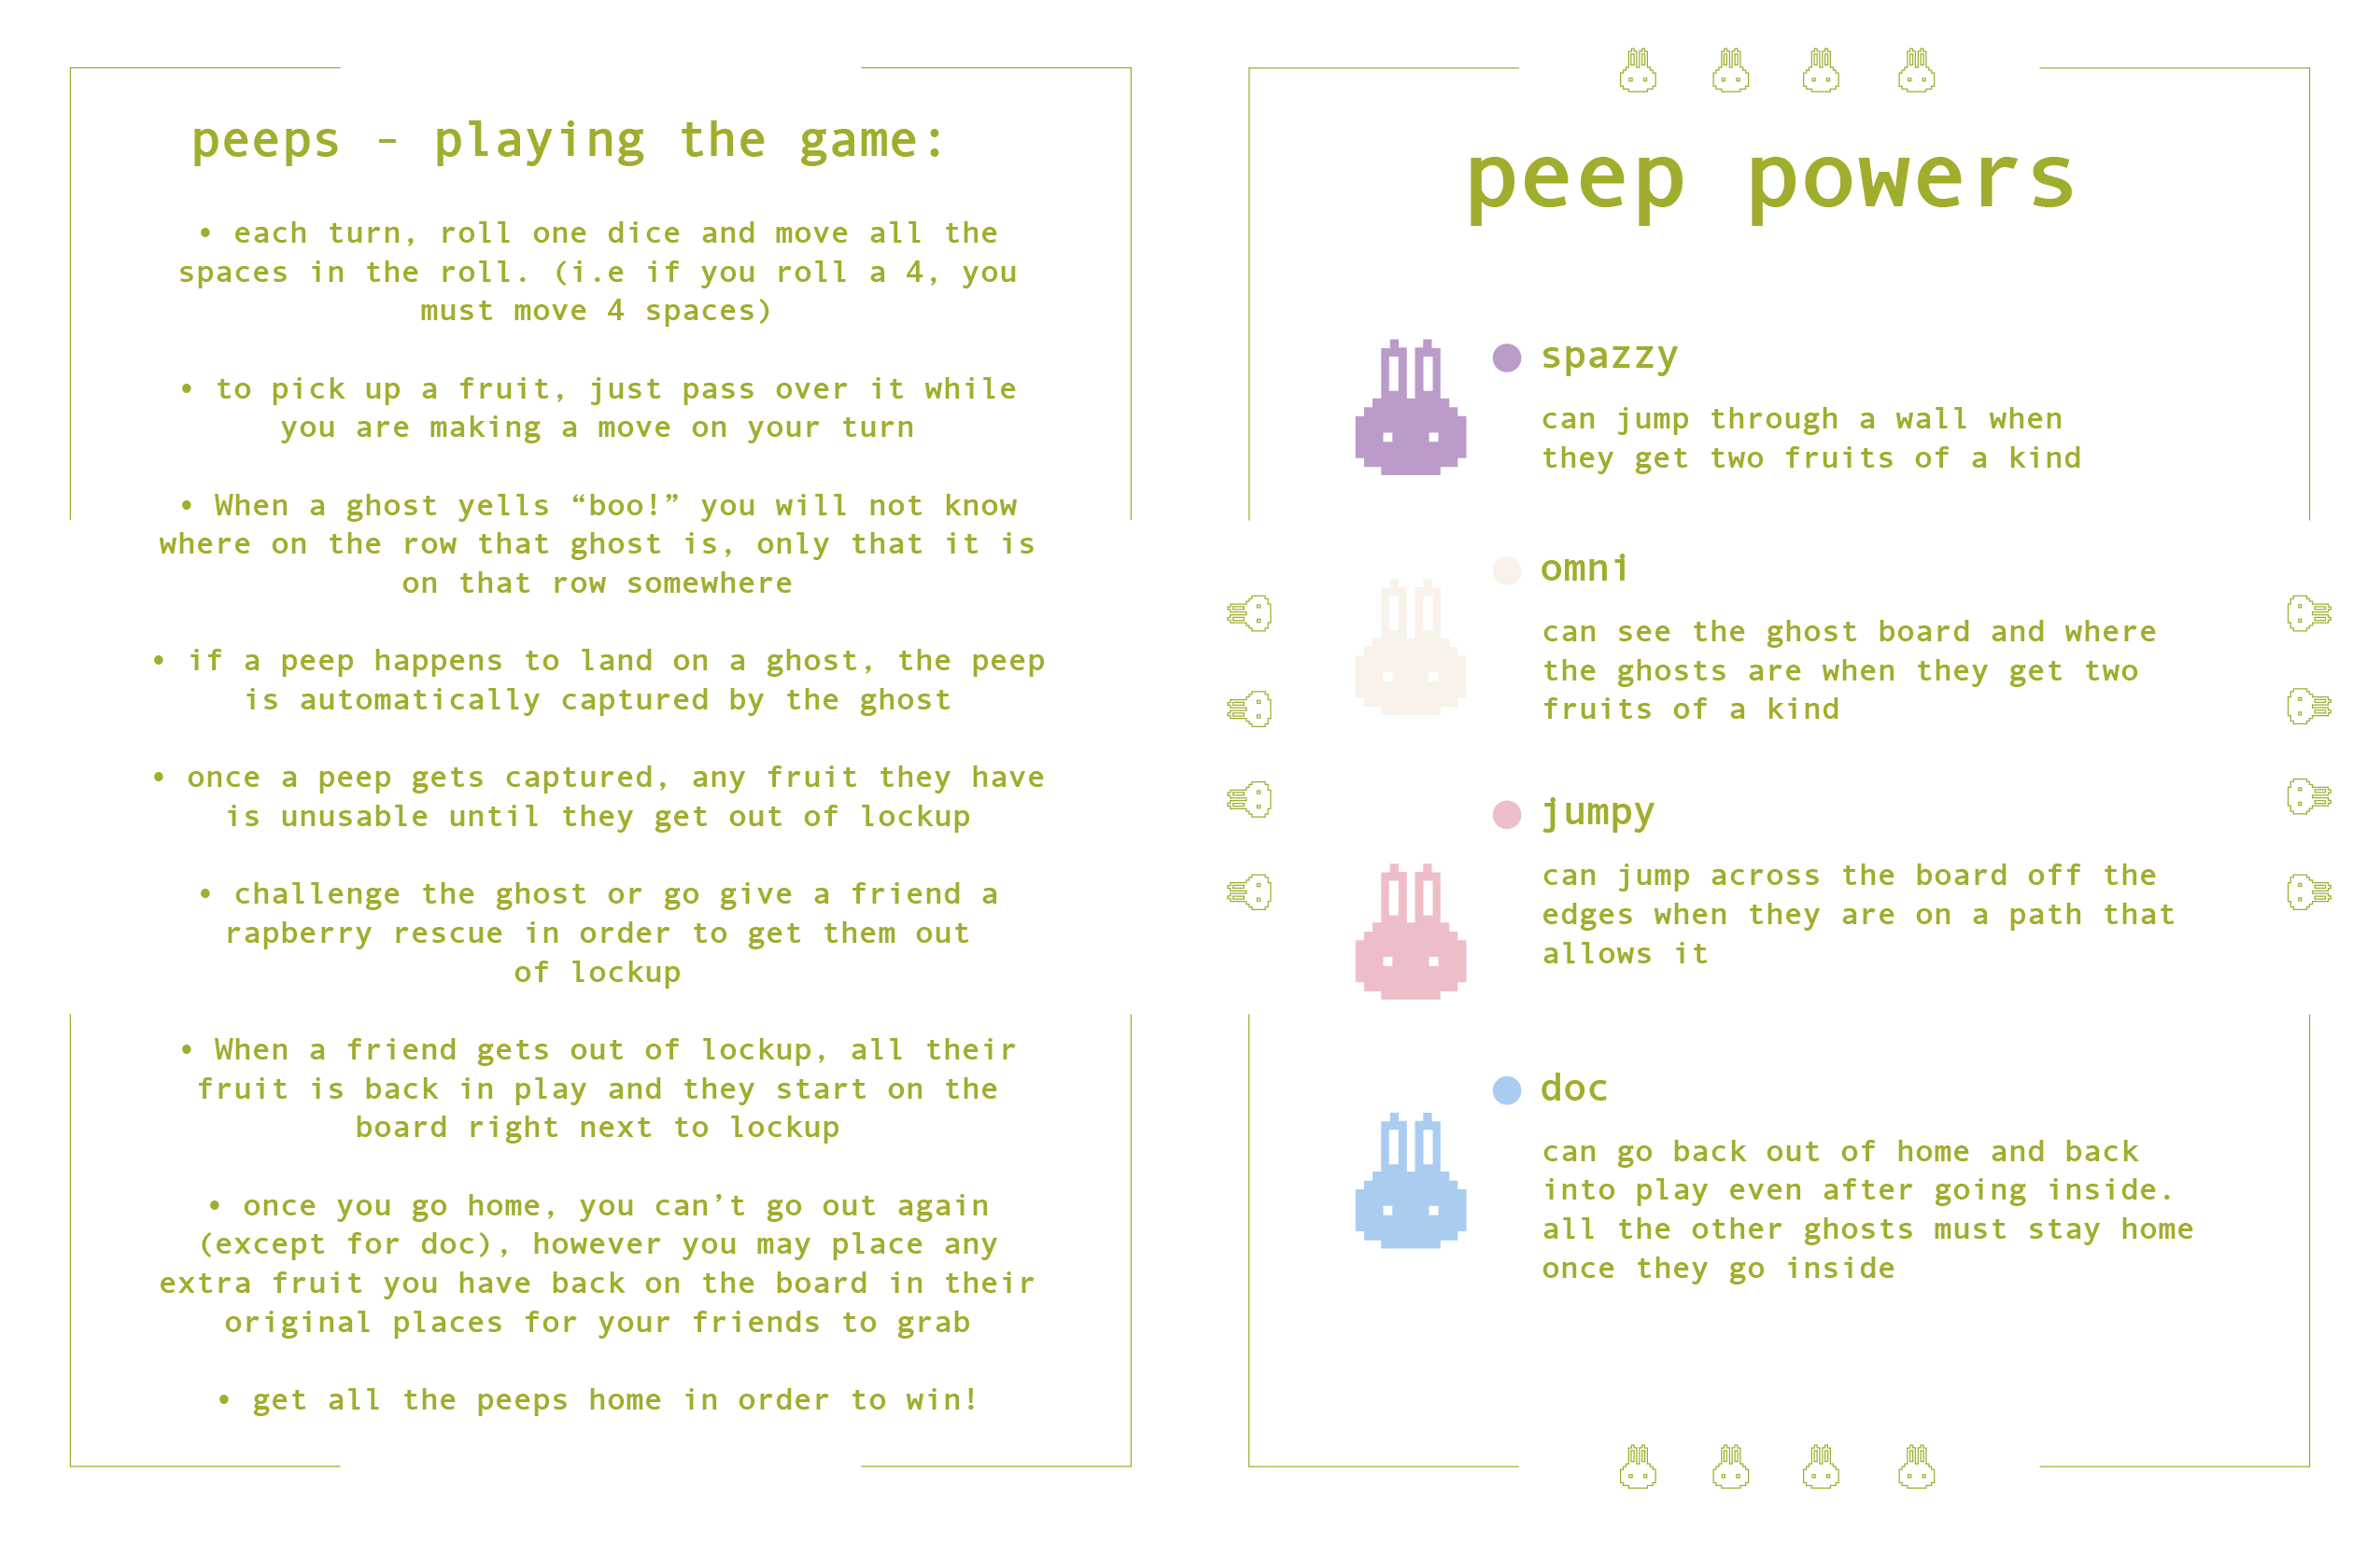 peeps - playing the game:
• each turn, roll one dice and move all the
spaces in the roll. (i.e if you roll a 4, you
must move 4 spaces)
• to pick up a fruit, just pass over it while
you are making a move on your turn
• When a ghost yells “boo!” you will not know
where on the row that ghost is, only that it is
on that row somewhere
• if a peep happens to land on a ghost, the peep
is automatically captured by the ghost
• once a peep gets captured, any fruit they have
is unusable until they get out of lockup
• challenge the ghost or go give a friend a
rapberry rescue in order to get them out
of lockup
• When a friend gets out of lockup, all their
fruit is back in play and they start on the
board right next to lockup
• once you go home, you can’t go out again
(except for doc), however you may place any
extra fruit you have back on the board in their
original places for your friends to grab
• get all the peeps home in order to win!
peep powers
spazzy
can jump through a wall when
they get two fruits of a kind
omni
can see the ghost board and where
the ghosts are when they get two
fruits of a kind
jumpy
can jump across the board off the
edges when they are on a path that
allows it
doc
can go back out of home and back
into play even after going inside.
all the other ghosts must stay home
once they go inside